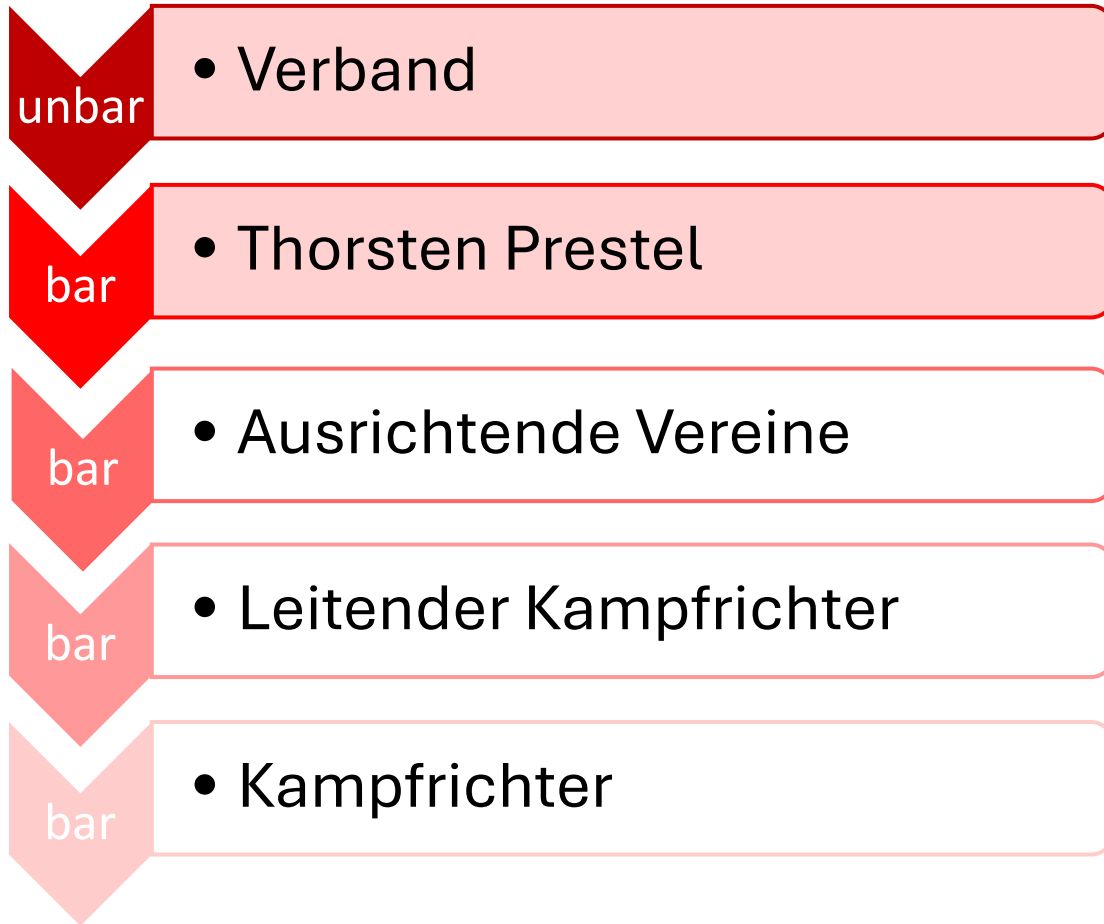 unbar
• Verband
bar
• Thorsten Prestel
bar
• Ausrichtende Vereine
bar
• Leitender Kampfrichter
bar
• Kampfrichter